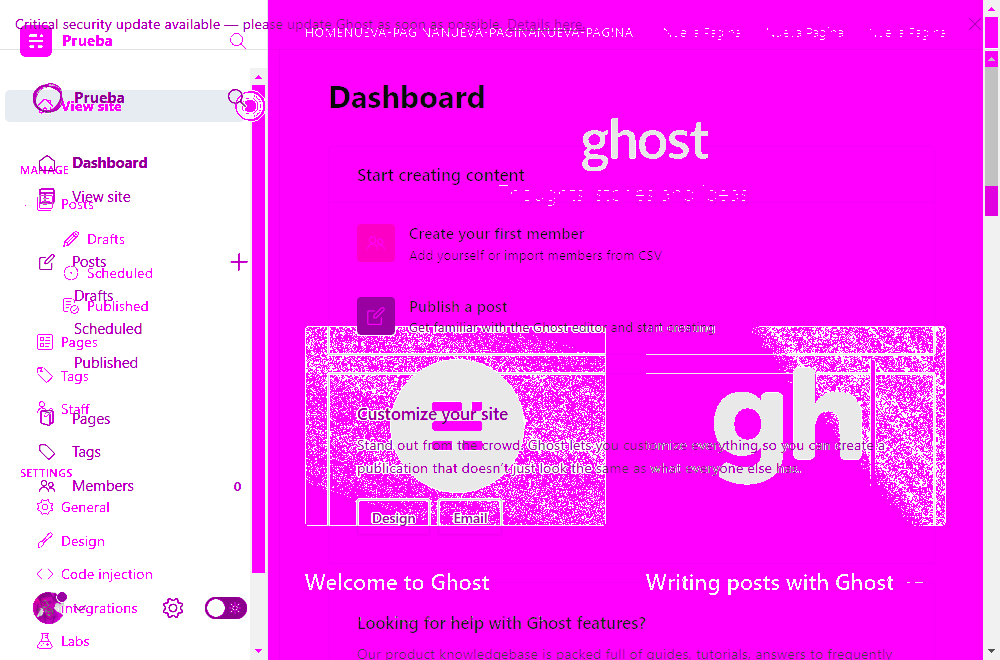 Critical security update available — please update Ghost as soon as possible. Details here
Prueba
HOME NUEVA-PAGINA NUEVA-PAGINA NUEVA-PAGINA
Nueva Pagina
Nueva Pagina
Nueva Pagina
Prueba
View site
Dashboard
ghost
Thoughts, stories and ideas
Dashboard
MANAGE
View site
Posts
Start creating content
Drafts
Create your first member
Add yourself or import members from CSV
Posts
Scheduled
Drafts
Published
Publish a post
Get familiar with the Ghost editor and start creating
Scheduled
Pages
Published
Tags
Staff
Pages
Customize your site
Stand out from the crowd. Ghost lets you customize everything so you can create a
publication that doesn't just look the same as what everyone else has.
gh
Tags
SETTINGS
Members 0
General
Design
Email
Design
Code injection
Welcome to Ghost
Writing posts with Ghost
Integrations
Looking for help with Ghost features?
Labs
Our product knowledgebase is packed full of guides, tutorials, answers to frequently